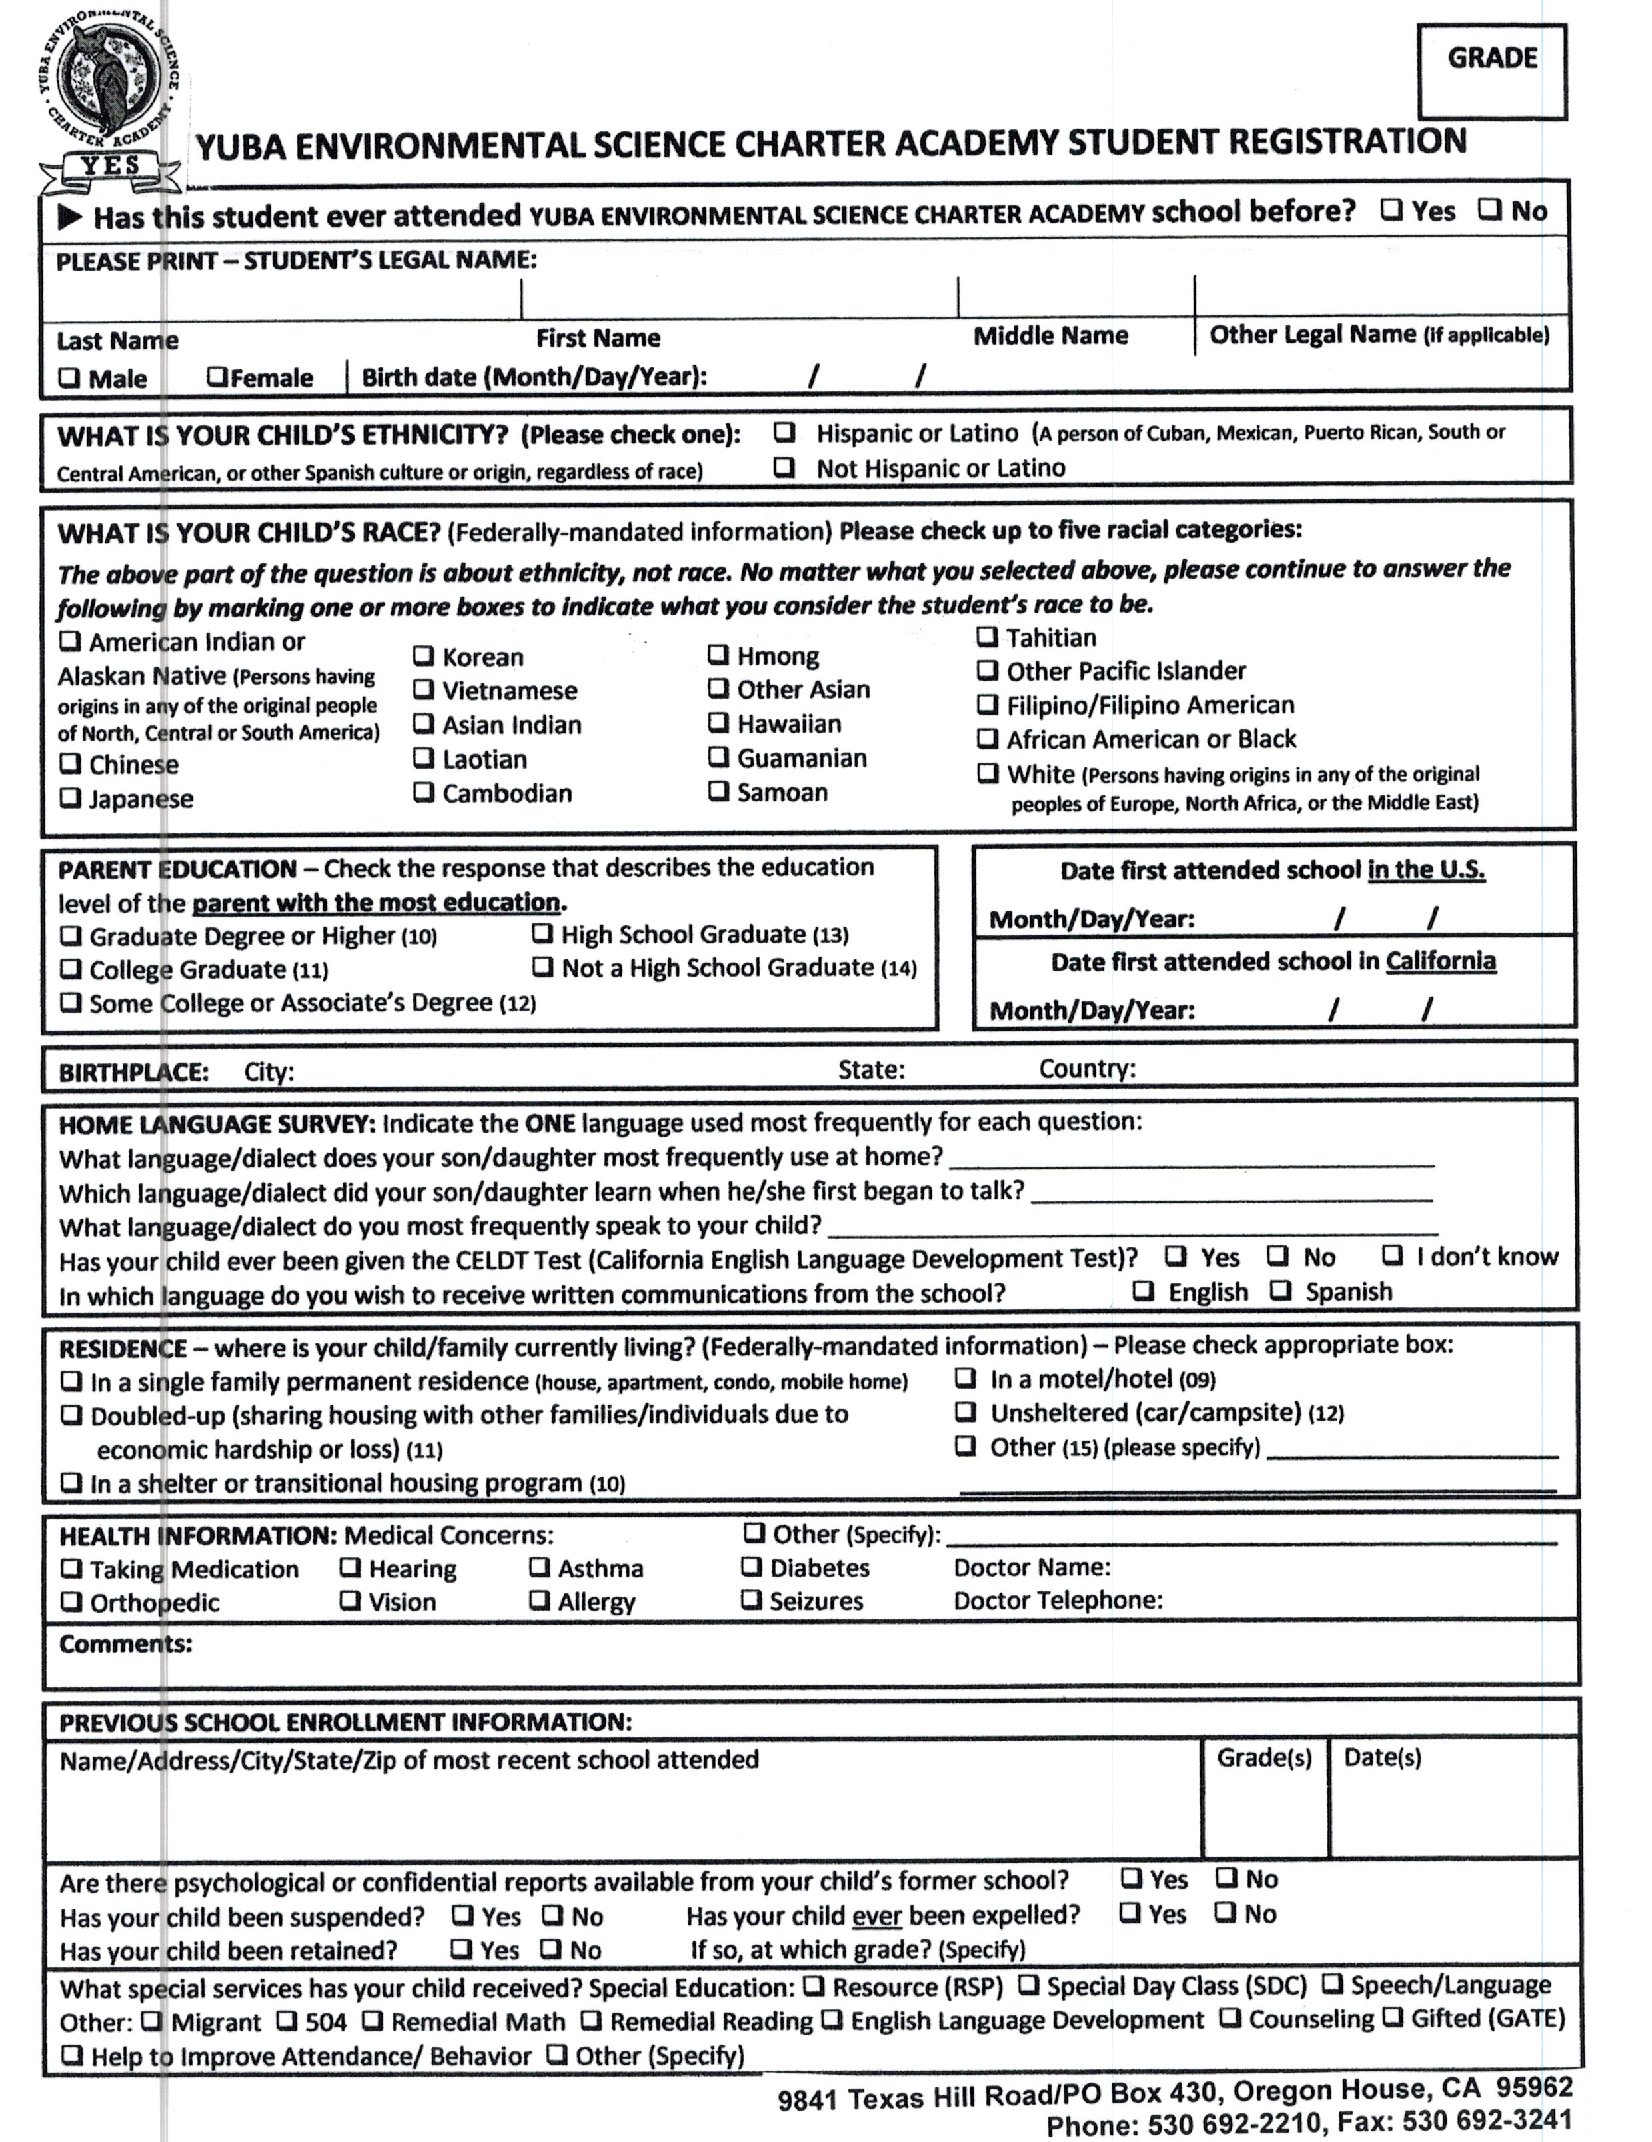 YUBA ENVIRONMENTAL SCIENCE · CHARTER ACADEMY ·
YES
GRADE
YUBA ENVIRONMENTAL SCIENCE CHARTER ACADEMY STUDENT REGISTRATION
▶ Has this student ever attended YUBA ENVIRONMENTAL SCIENCE CHARTER ACADEMY school before? ❑ Yes ❑ No
PLEASE PRINT – STUDENT'S LEGAL NAME:
Last Name First Name Middle Name Other Legal Name (if applicable)
❑ Male ❑Female Birth date (Month/Day/Year): / /
WHAT IS YOUR CHILD'S ETHNICITY? (Please check one): ❑ Hispanic or Latino (A person of Cuban, Mexican, Puerto Rican, South or
Central American, or other Spanish culture or origin, regardless of race) ❑ Not Hispanic or Latino
WHAT IS YOUR CHILD'S RACE? (Federally-mandated information) Please check up to five racial categories:
The above part of the question is about ethnicity, not race. No matter what you selected above, please continue to answer the
following by marking one or more boxes to indicate what you consider the student's race to be.
❑ American Indian or
Alaskan Native (Persons having
origins in any of the original people
of North, Central or South America)
❑ Chinese
❑ Japanese
❑ Korean
❑ Vietnamese
❑ Asian Indian
❑ Laotian
❑ Cambodian
❑ Hmong
❑ Other Asian
❑ Hawaiian
❑ Guamanian
❑ Samoan
❑ Tahitian
❑ Other Pacific Islander
❑ Filipino/Filipino American
❑ African American or Black
❑ White (Persons having origins in any of the original
peoples of Europe, North Africa, or the Middle East)
PARENT EDUCATION – Check the response that describes the education
level of the parent with the most education.
❑ Graduate Degree or Higher (10) ❑ High School Graduate (13)
❑ College Graduate (11) ❑ Not a High School Graduate (14)
❑ Some College or Associate's Degree (12)
Date first attended school in the U.S.
Month/Day/Year: / /
Date first attended school in California
Month/Day/Year: / /
BIRTHPLACE: City: State: Country:
HOME LANGUAGE SURVEY: Indicate the ONE language used most frequently for each question:
What language/dialect does your son/daughter most frequently use at home?
Which language/dialect did your son/daughter learn when he/she first began to talk?
What language/dialect do you most frequently speak to your child?
Has your child ever been given the CELDT Test (California English Language Development Test)? ❑ Yes ❑ No ❑ I don't know
In which language do you wish to receive written communications from the school? ❑ English ❑ Spanish
RESIDENCE – where is your child/family currently living? (Federally-mandated information) – Please check appropriate box:
❑ In a single family permanent residence (house, apartment, condo, mobile home) ❑ In a motel/hotel (09)
❑ Doubled-up (sharing housing with other families/individuals due to ❑ Unsheltered (car/campsite) (12)
economic hardship or loss) (11) ❑ Other (15) (please specify)
❑ In a shelter or transitional housing program (10)
HEALTH INFORMATION: Medical Concerns: ❑ Other (Specify):
❑ Taking Medication ❑ Hearing ❑ Asthma ❑ Diabetes Doctor Name:
❑ Orthopedic ❑ Vision ❑ Allergy ❑ Seizures Doctor Telephone:
Comments:
PREVIOUS SCHOOL ENROLLMENT INFORMATION:
Name/Address/City/State/Zip of most recent school attended Grade(s) Date(s)
Are there psychological or confidential reports available from your child's former school? ❑ Yes ❑ No
Has your child been suspended? ❑ Yes ❑ No Has your child ever been expelled? ❑ Yes ❑ No
Has your child been retained? ❑ Yes ❑ No If so, at which grade? (Specify)
What special services has your child received? Special Education: ❑ Resource (RSP) ❑ Special Day Class (SDC) ❑ Speech/Language
Other: ❑ Migrant ❑ 504 ❑ Remedial Math ❑ Remedial Reading ❑ English Language Development ❑ Counseling ❑ Gifted (GATE)
❑ Help to Improve Attendance/ Behavior ❑ Other (Specify)
9841 Texas Hill Road/PO Box 430, Oregon House, CA 95962
Phone: 530 692-2210, Fax: 530 692-3241